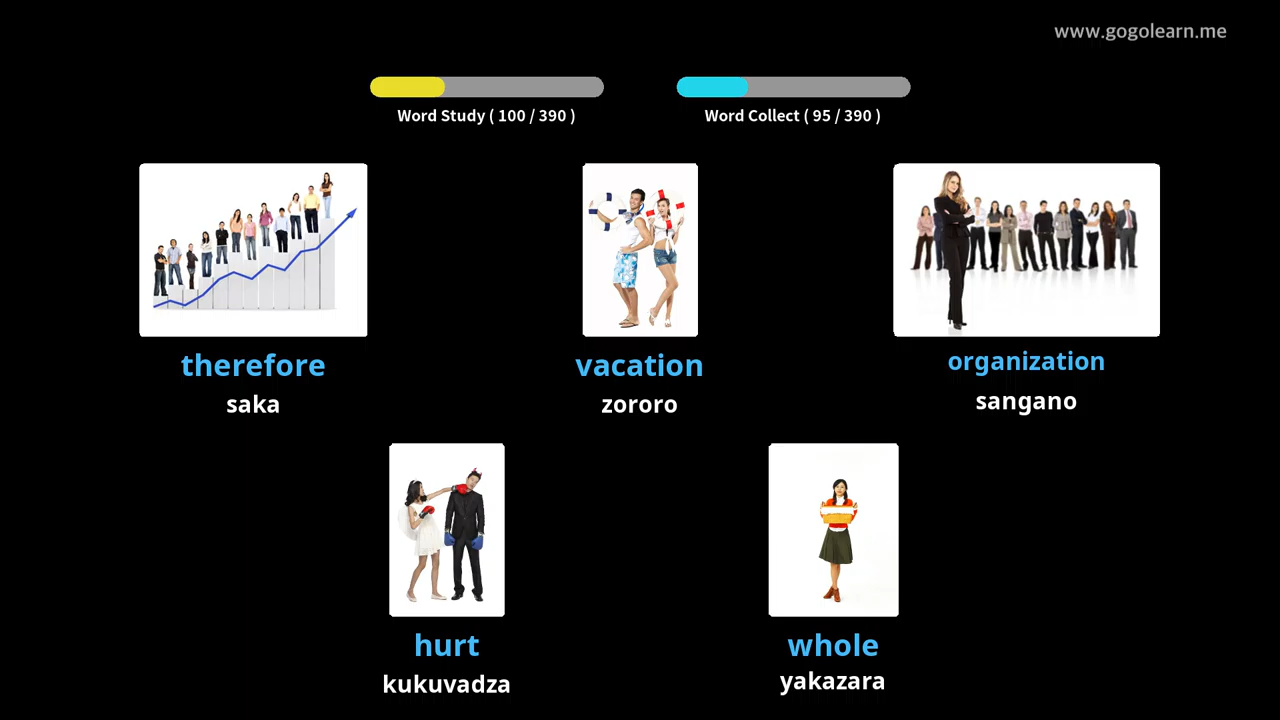 www.gogolearn.me
Word Study ( 100 / 390 )
Word Collect ( 95 / 390 )
therefore
saka
vacation
zororo
organization
sangano
hurt
kukuvadza
whole
yakazara